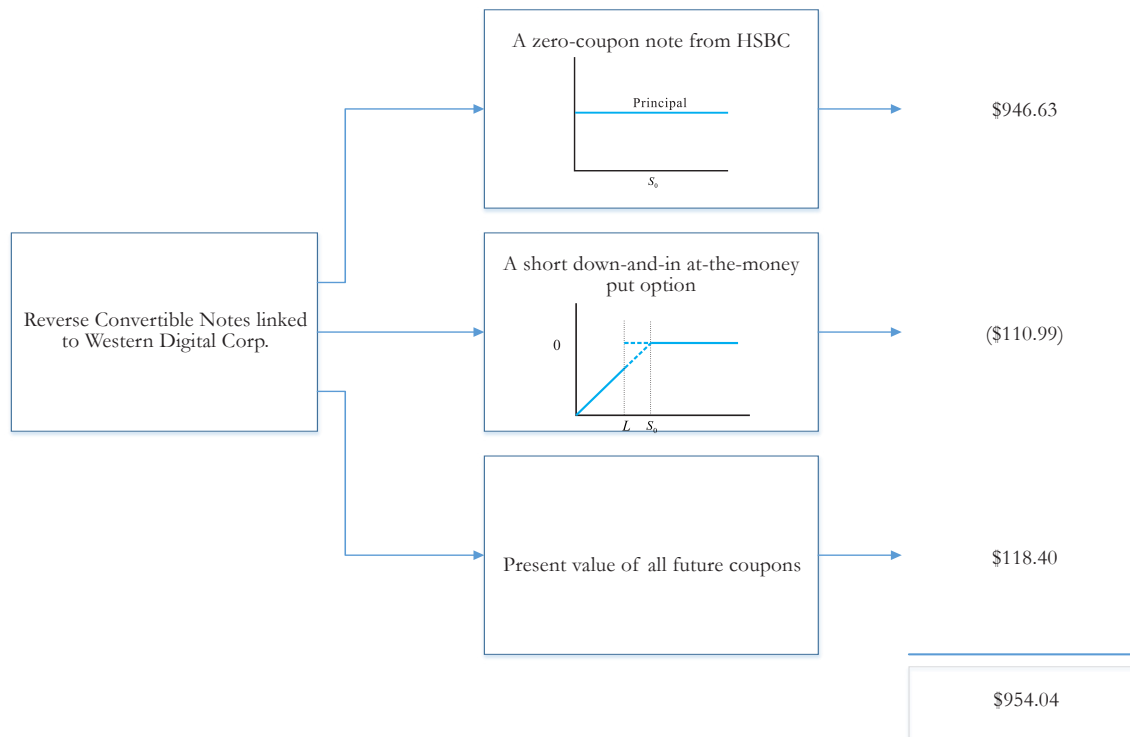 A zero-coupon note from HSBC
Principal
S₀
$946.63
Reverse Convertible Notes linked
to Western Digital Corp.
A short down-and-in at-the-money
put option
0
L S₀
($110.99)
Present value of all future coupons
$118.40
$954.04